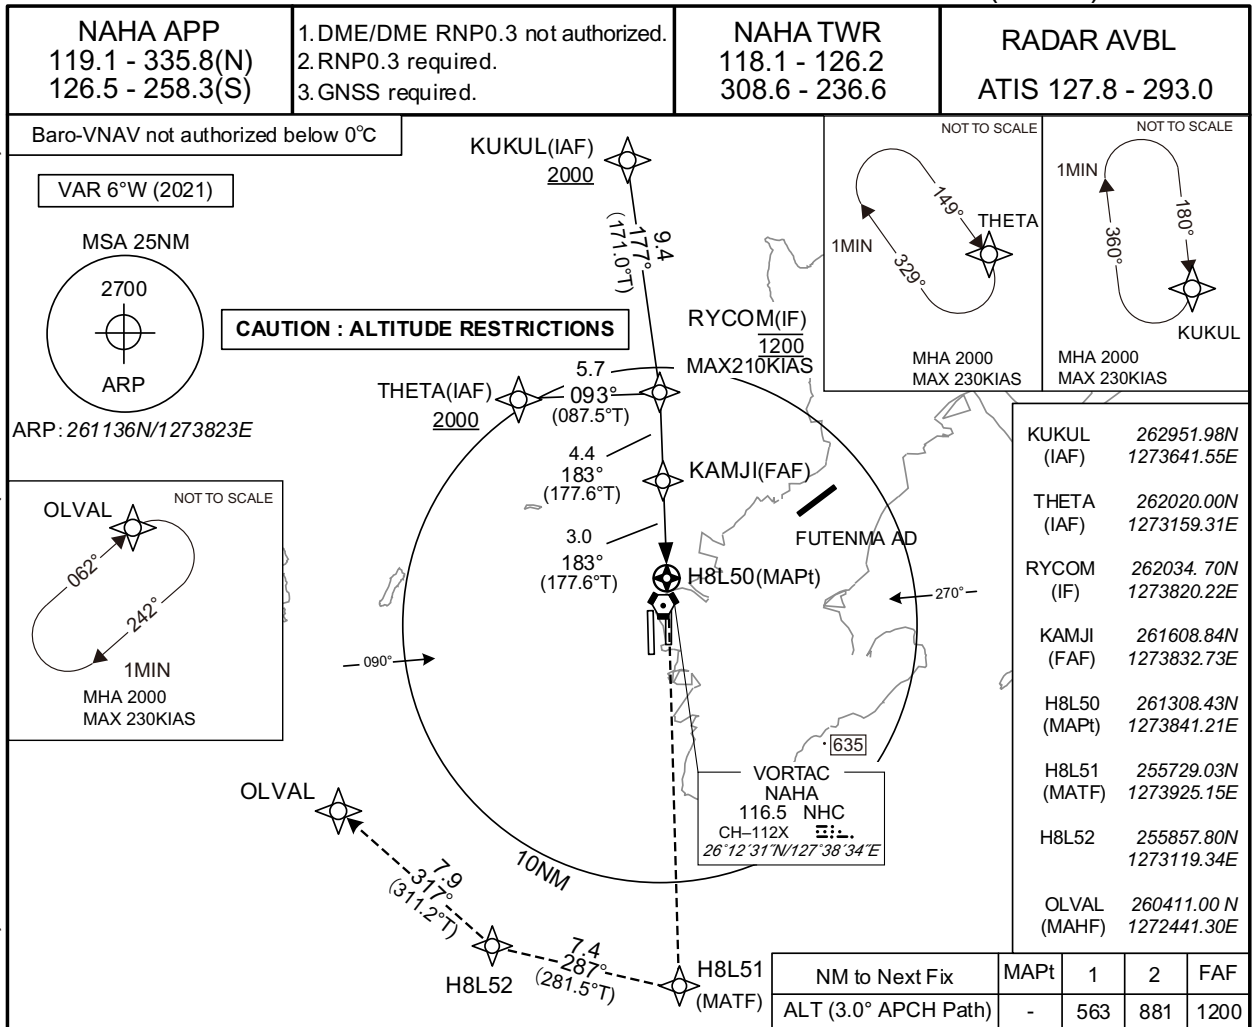 NAHA APP
119.1 - 335.8(N)
126.5 - 258.3(S)
1.DME/DME RNP0.3 not authorized.
2.RNP0.3 required.
3.GNSS required.
NAHA TWR
118.1 - 126.2
308.6 - 236.6
RADAR AVBL
ATIS 127.8 - 293.0
Baro-VNAV not authorized below 0°C
VAR 6°W (2021)
MSA 25NM
2700
ARP
ARP: 261136N/1273823E
CAUTION : ALTITUDE RESTRICTIONS
KUKUL(IAF)
2000
9.4
177°
(171.0°T)
RYCOM(IF)
1200
MAX210KIAS
THETA(IAF)
2000
5.7
093°
(087.5°T)
4.4
183°
(177.6°T)
KAMJI(FAF)
3.0
183°
(177.6°T)
H8L50(MAPt)
FUTENMA AD
270°
090°
635
10NM
VORTAC
NAHA
116.5 NHC
CH–112X
26°12′31″N/127°38′34″E
NOT TO SCALE
149°
THETA
1MIN
329°
MHA 2000
MAX 230KIAS
NOT TO SCALE
1MIN
180°
360°
KUKUL
MHA 2000
MAX 230KIAS
NOT TO SCALE
OLVAL
062°
242°
1MIN
MHA 2000
MAX 230KIAS
OLVAL
7.9
317°
(311.2°T)
H8L52
7.4
287°
(281.5°T)
H8L51
(MATF)
KUKUL 262951.98N
(IAF) 1273641.55E
THETA 262020.00N
(IAF) 1273159.31E
RYCOM 262034. 70N
(IF) 1273820.22E
KAMJI 261608.84N
(FAF) 1273832.73E
H8L50 261308.43N
(MAPt) 1273841.21E
H8L51 255729.03N
(MATF) 1273925.15E
H8L52 255857.80N
1273119.34E
OLVAL 260411.00 N
(MAHF) 1272441.30E
NM to Next Fix MAPt 1 2 FAF
ALT (3.0° APCH Path) - 563 881 1200